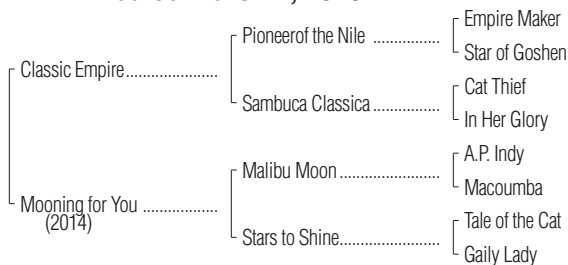 Empire Maker
Pioneerof the Nile ................
Star of Goshen
Classic Empire......................
Cat Thief
Sambuca Classica ................
In Her Glory
A.P. Indy
Malibu Moon ........................
Macoumba
Mooning for You ..................
(2014)
Tale of the Cat
Stars to Shine........................
Gaily Lady